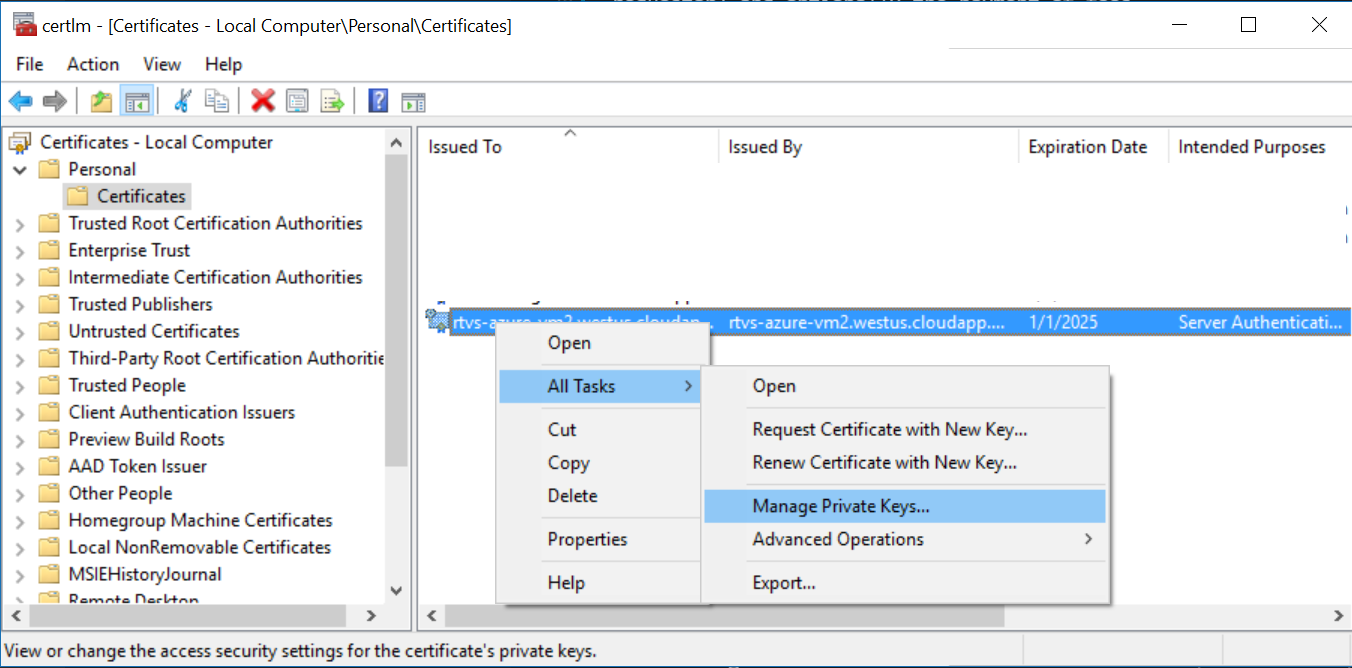 certlm - [Certificates - Local Computer\Personal\Certificates]
File Action View Help
Certificates - Local Computer
Personal
Certificates
Trusted Root Certification Authorities
Enterprise Trust
Intermediate Certification Authorities
Trusted Publishers
Untrusted Certificates
Third-Party Root Certification Authoritie
Trusted People
Client Authentication Issuers
Preview Build Roots
AAD Token Issuer
Other People
Homegroup Machine Certificates
Local NonRemovable Certificates
MSIEHistoryJournal
Remote Desktop
Issued To Issued By Expiration Date Intended Purposes
rtvs-azure-vm2.westus.cloudap... rtvs-azure-vm2.westus.cloudapp.... 1/1/2025 Server Authenticati...
Open
All Tasks
Cut
Copy
Delete
Properties
Help
Open
Request Certificate with New Key...
Renew Certificate with New Key...
Manage Private Keys...
Advanced Operations
Export...
View or change the access security settings for the certificate's private keys.